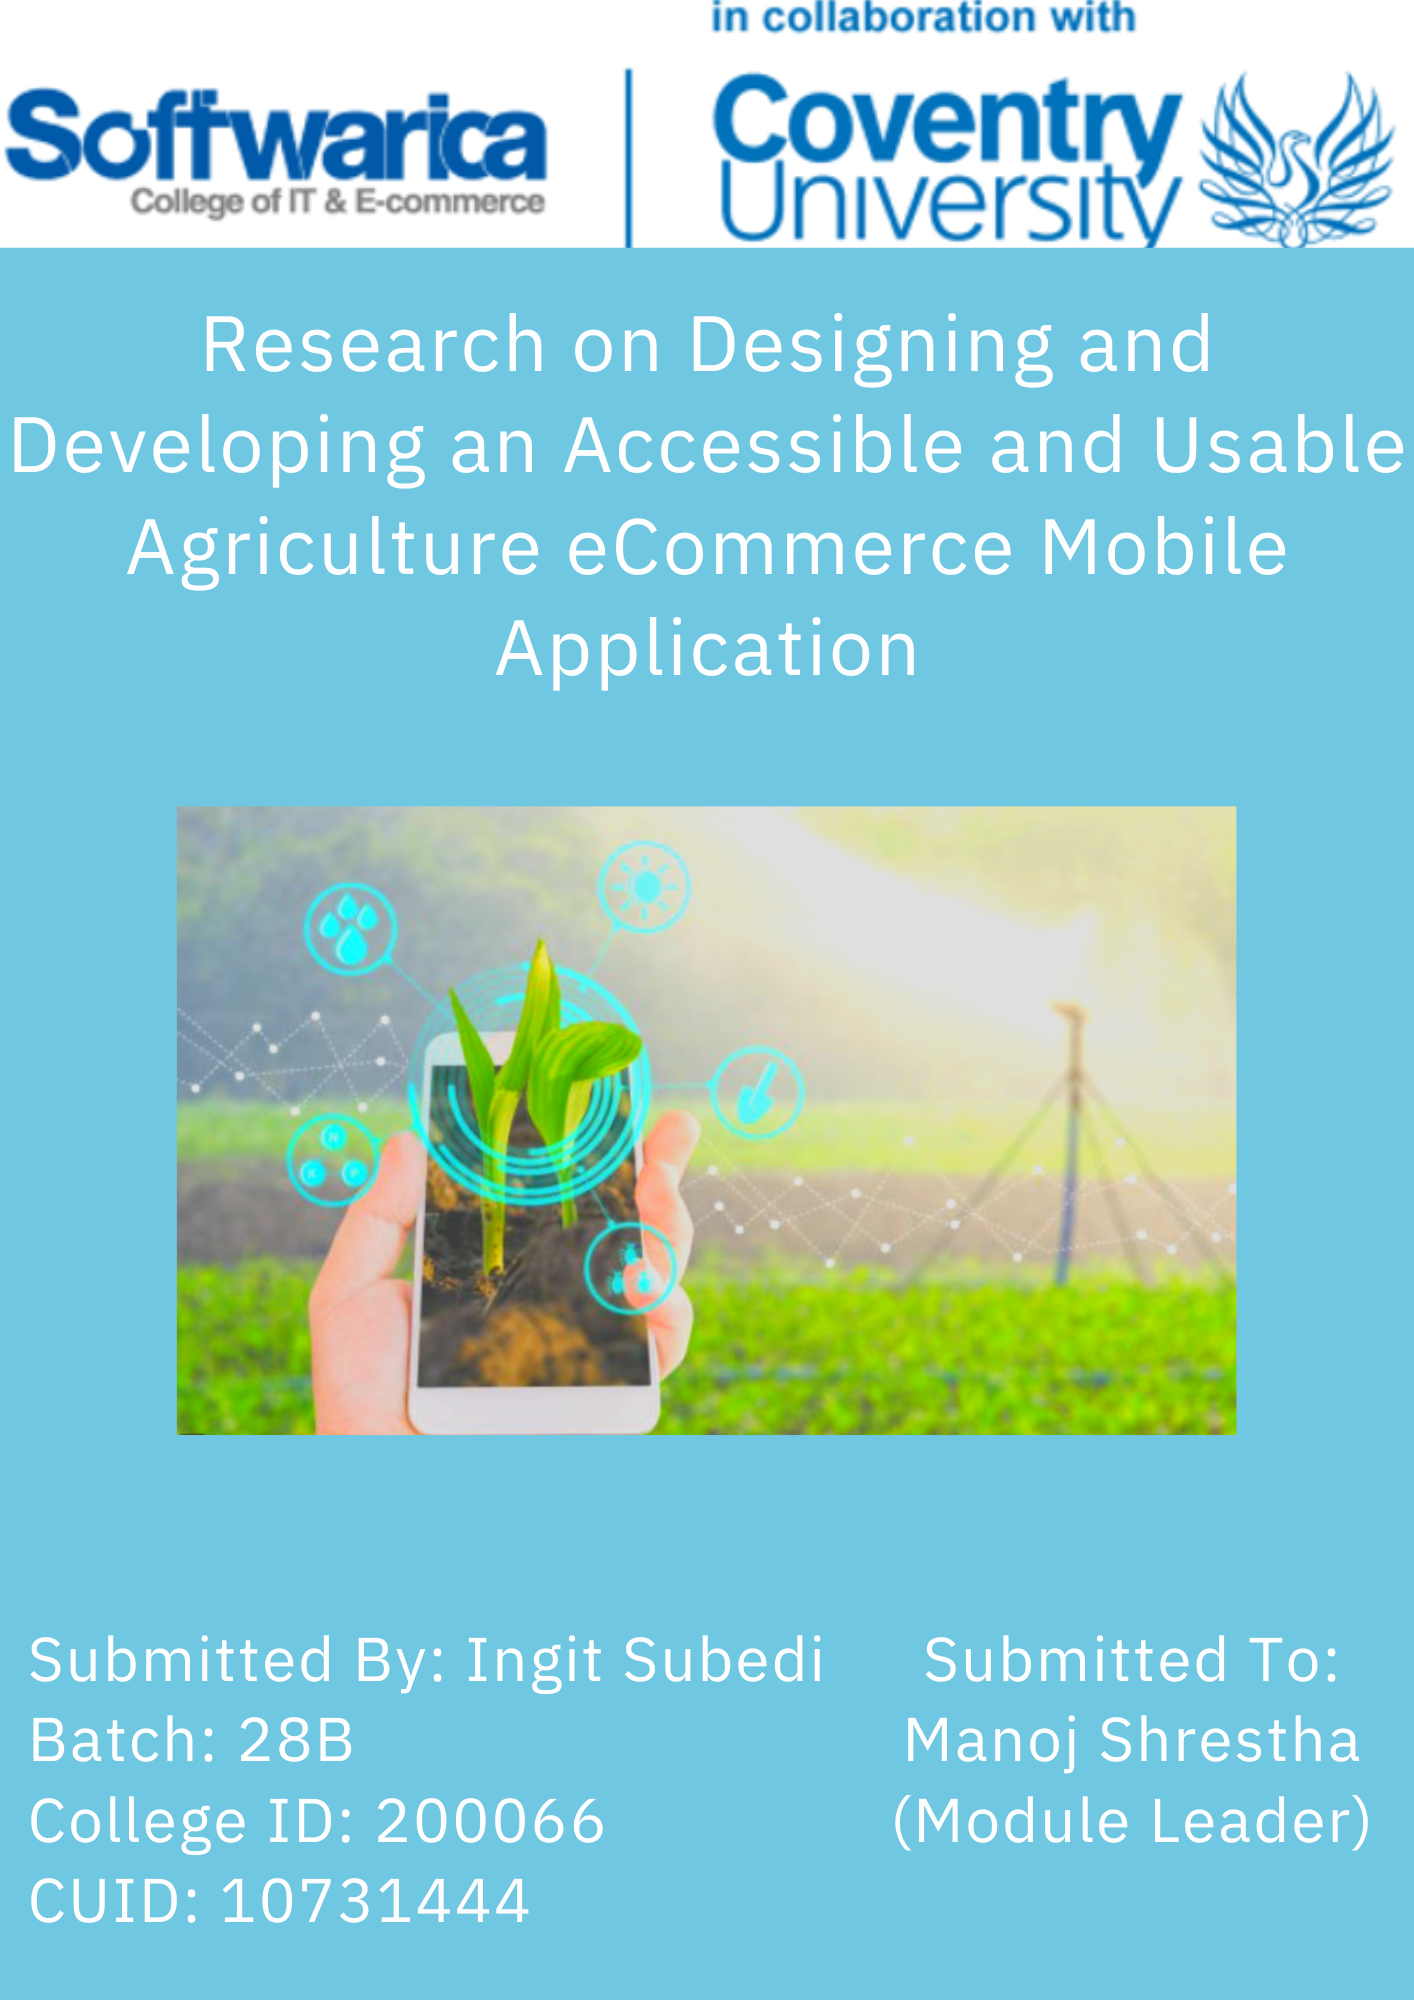 in collaboration with
Softwarica
College of IT & E-commerce
Coventry
University
Research on Designing and
Developing an Accessible and Usable
Agriculture eCommerce Mobile
Application
N
K P
Submitted By: Ingit Subedi
Batch: 28B
College ID: 200066
CUID: 10731444
Submitted To:
Manoj Shrestha
(Module Leader)